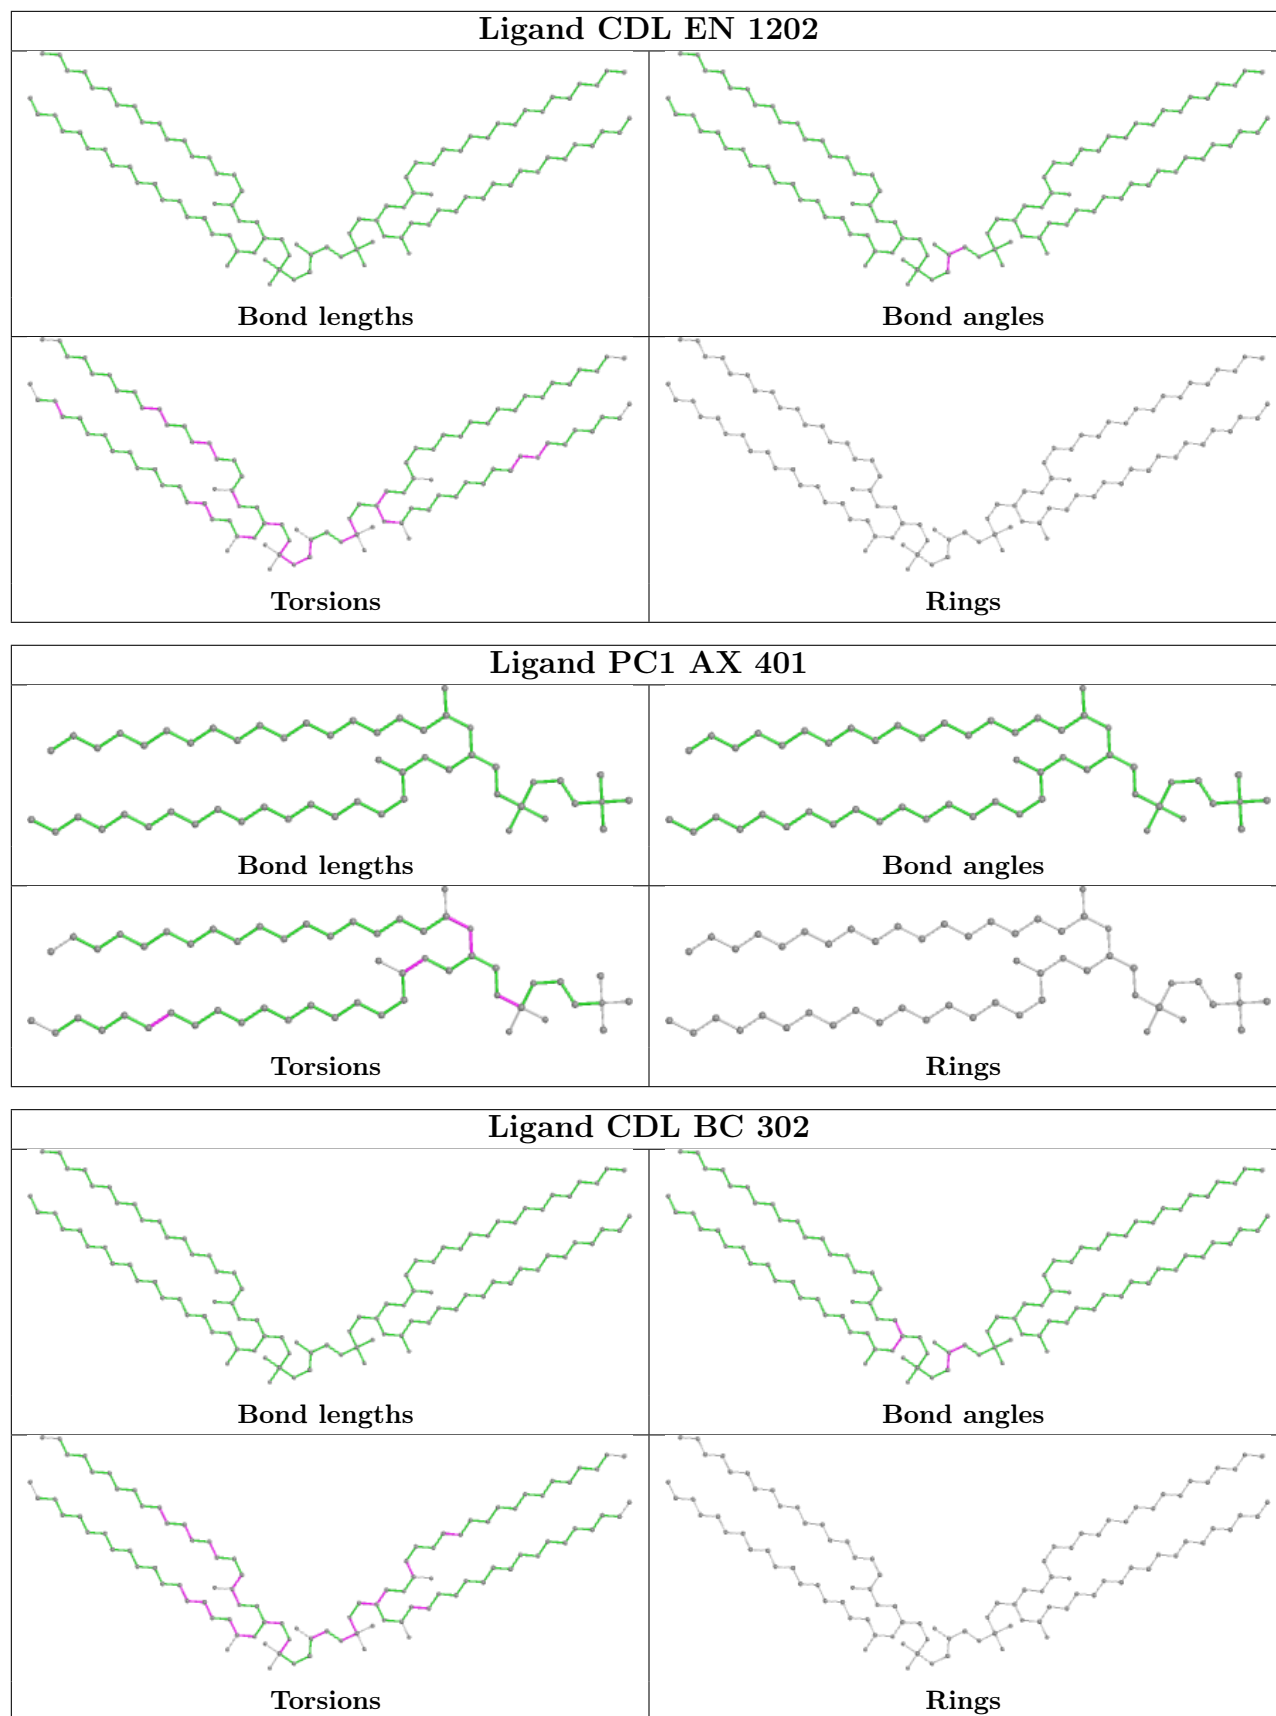 Ligand CDL EN 1202
Bond lengths
Bond angles
Torsions
Rings
Ligand PC1 AX 401
Bond lengths
Bond angles
Torsions
Rings
Ligand CDL BC 302
Bond lengths
Bond angles
Torsions
Rings